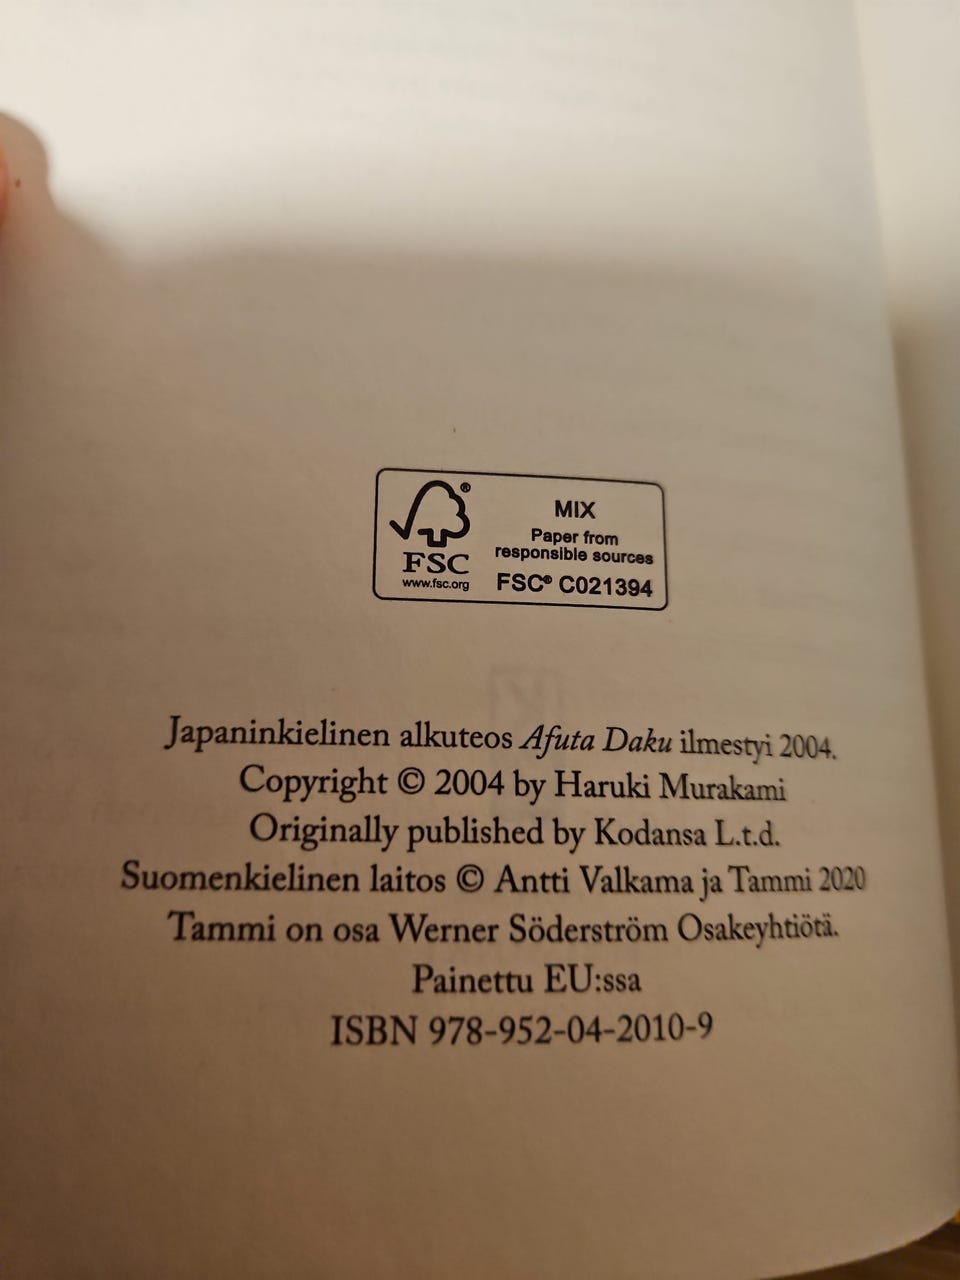 FSC®
www.fsc.org
MIX
Paper from
responsible sources
FSC® C021394
Japaninkielinen alkuteos Afuta Daku ilmestyi 2004.
Copyright © 2004 by Haruki Murakami
Originally published by Kodansa L.t.d.
Suomenkielinen laitos © Antti Valkama ja Tammi 2020
Tammi on osa Werner Söderström Osakeyhtiötä.
Painettu EU:ssa
ISBN 978-952-04-2010-9